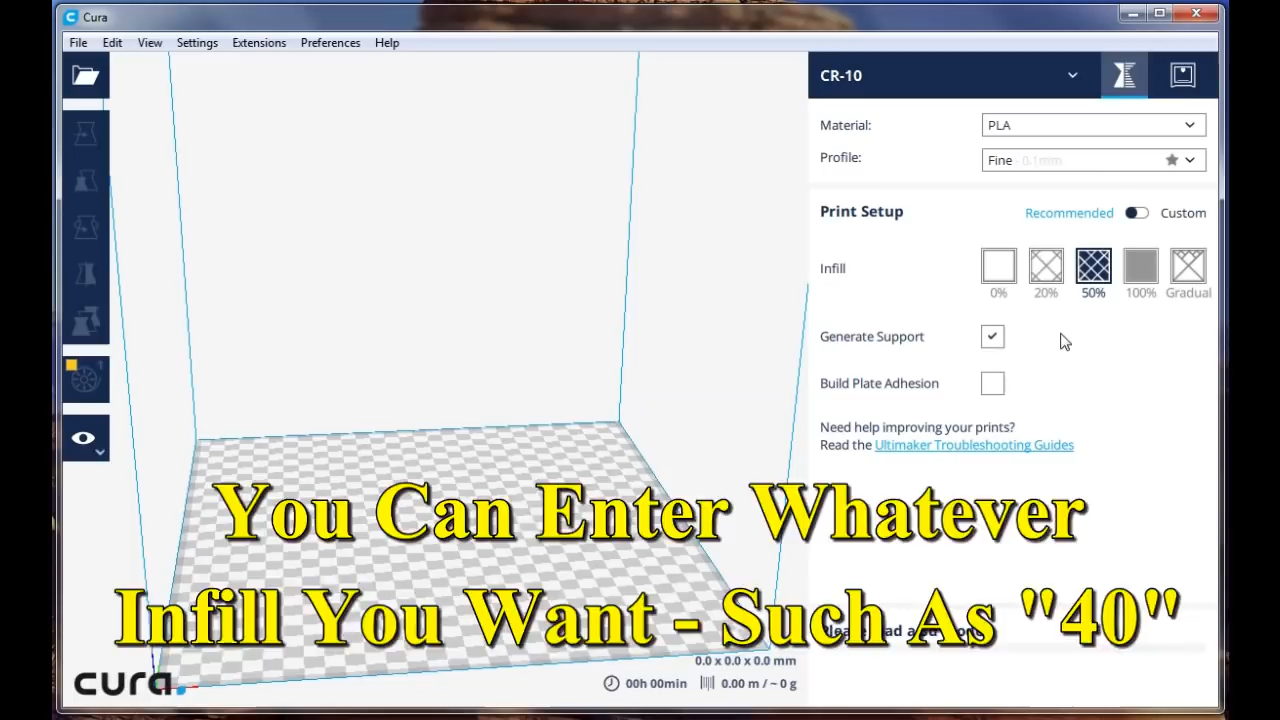 Cura
File Edit View Settings Extensions Preferences Help
CR-10
Material: PLA
Profile: Fine - 0.1mm
Print Setup Recommended Custom
Infill
0% 20% 50% 100% Gradual
Generate Support
Build Plate Adhesion
Need help improving your prints?
Read the Ultimaker Troubleshooting Guides
1
You Can Enter Whatever
Infill You Want - Such As "40"
0.0 x 0.0 x 0.0 mm
00h 00min 0.00 m / ~ 0 g
cura.